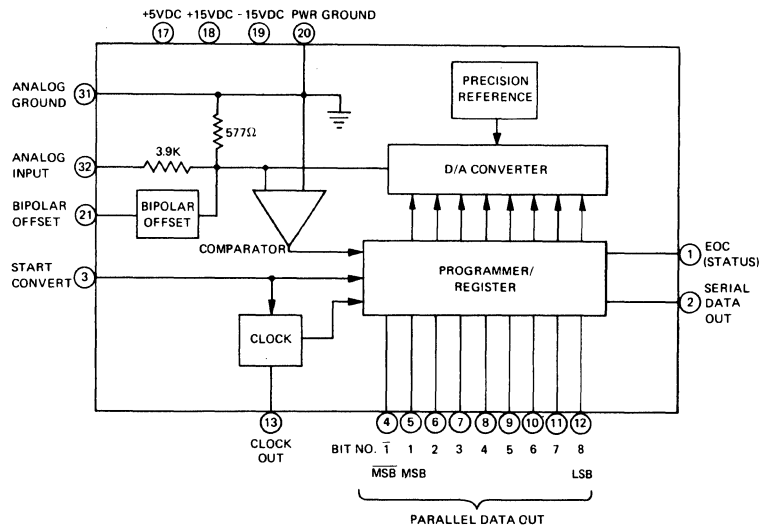 +5VDC +15VDC -15VDC PWR GROUND
17 18 19 20
ANALOG
GROUND
31
577Ω
PRECISION
REFERENCE
ANALOG
INPUT
32
3.9K
D/A CONVERTER
BIPOLAR
OFFSET
21
BIPOLAR
OFFSET
COMPARATOR
START
CONVERT
3
PROGRAMMER/
REGISTER
1
EOC
(STATUS)
2
SERIAL
DATA
OUT
CLOCK
13
CLOCK
OUT
4 5 6 7 8 9 10 11 12
BIT NO. 1̅ 1 2 3 4 5 6 7 8
M̅S̅B̅ MSB LSB
PARALLEL DATA OUT